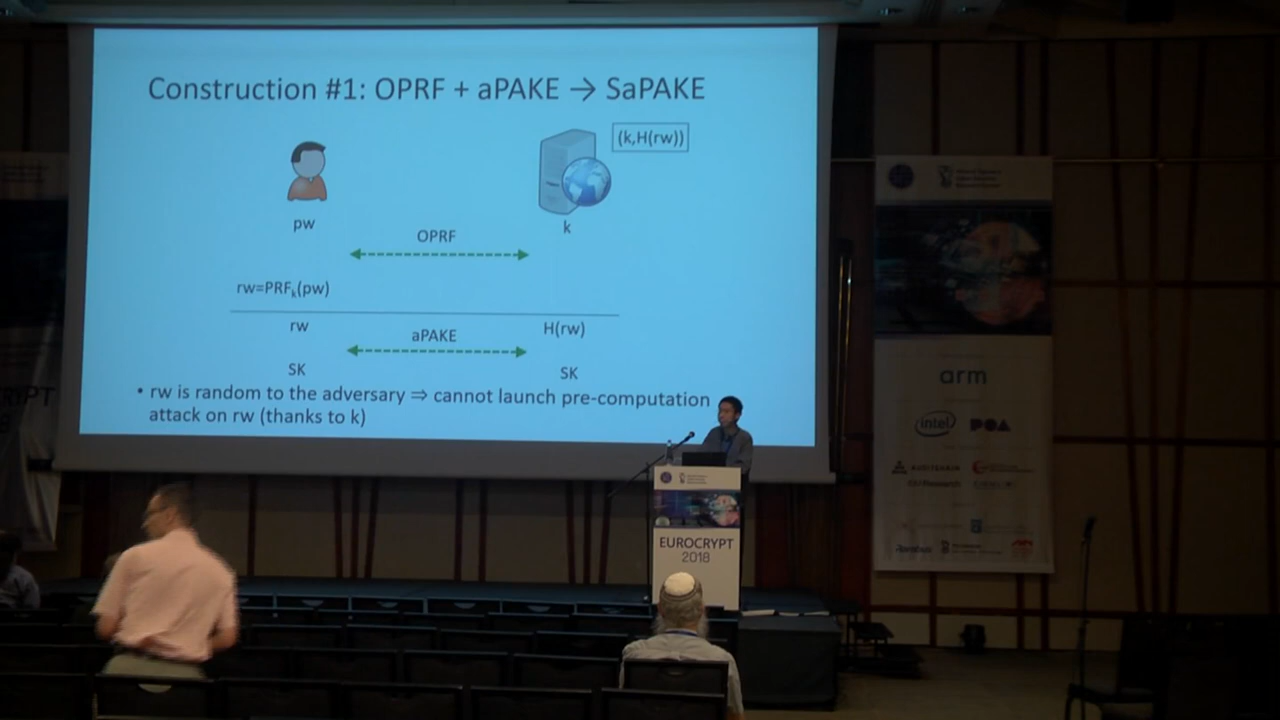 Construction #1: OPRF + aPAKE → SaPAKE
(k,H(rw))
pw
k
OPRF
rw=PRFₖ(pw)
rw
aPAKE
H(rw)
SK
SK
• rw is random to the adversary ⇒ cannot launch pre-computation
attack on rw (thanks to k)
EUROCRYPT
2018
arm
intel
POA